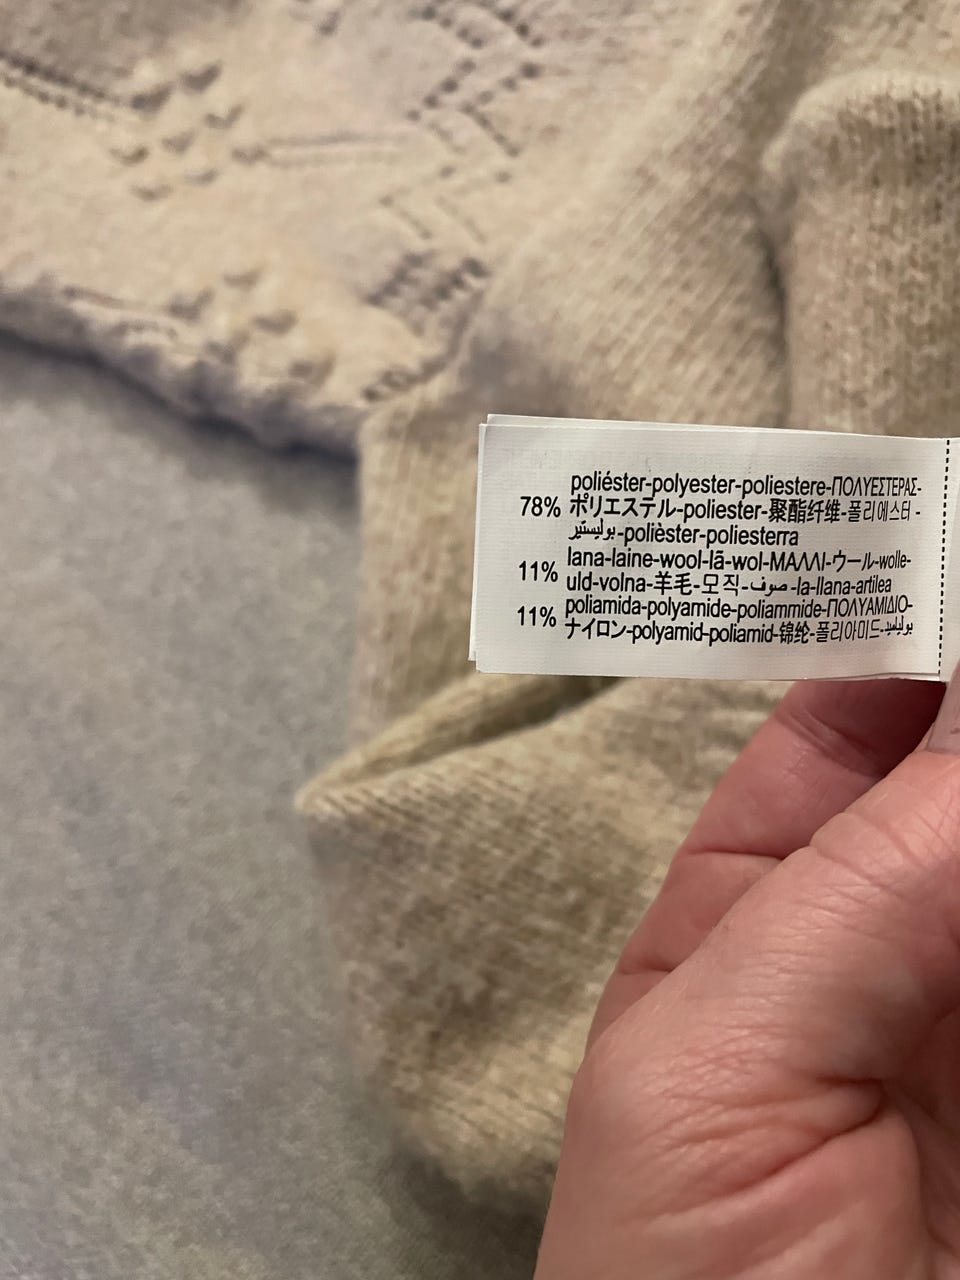 poliéster-polyester-poliestere-ΠΟΛΥΕΣΤΕΡΑΣ-
78% ポリエステル-poliester-聚酯纤维-폴리에스터-
بوليستير-polièster-poliesterra
lana-laine-wool-lã-wol-ΜΑΛΛΙ-ウール-wolle-
11% uld-volna-羊毛-모직-صوف-la-llana-artilea
poliamida-polyamide-poliammide-ΠΟΛΥΑΜΙΔΙΟ-
11% ナイロン-polyamid-poliamid-锦纶-폴리아미드-بولياميد